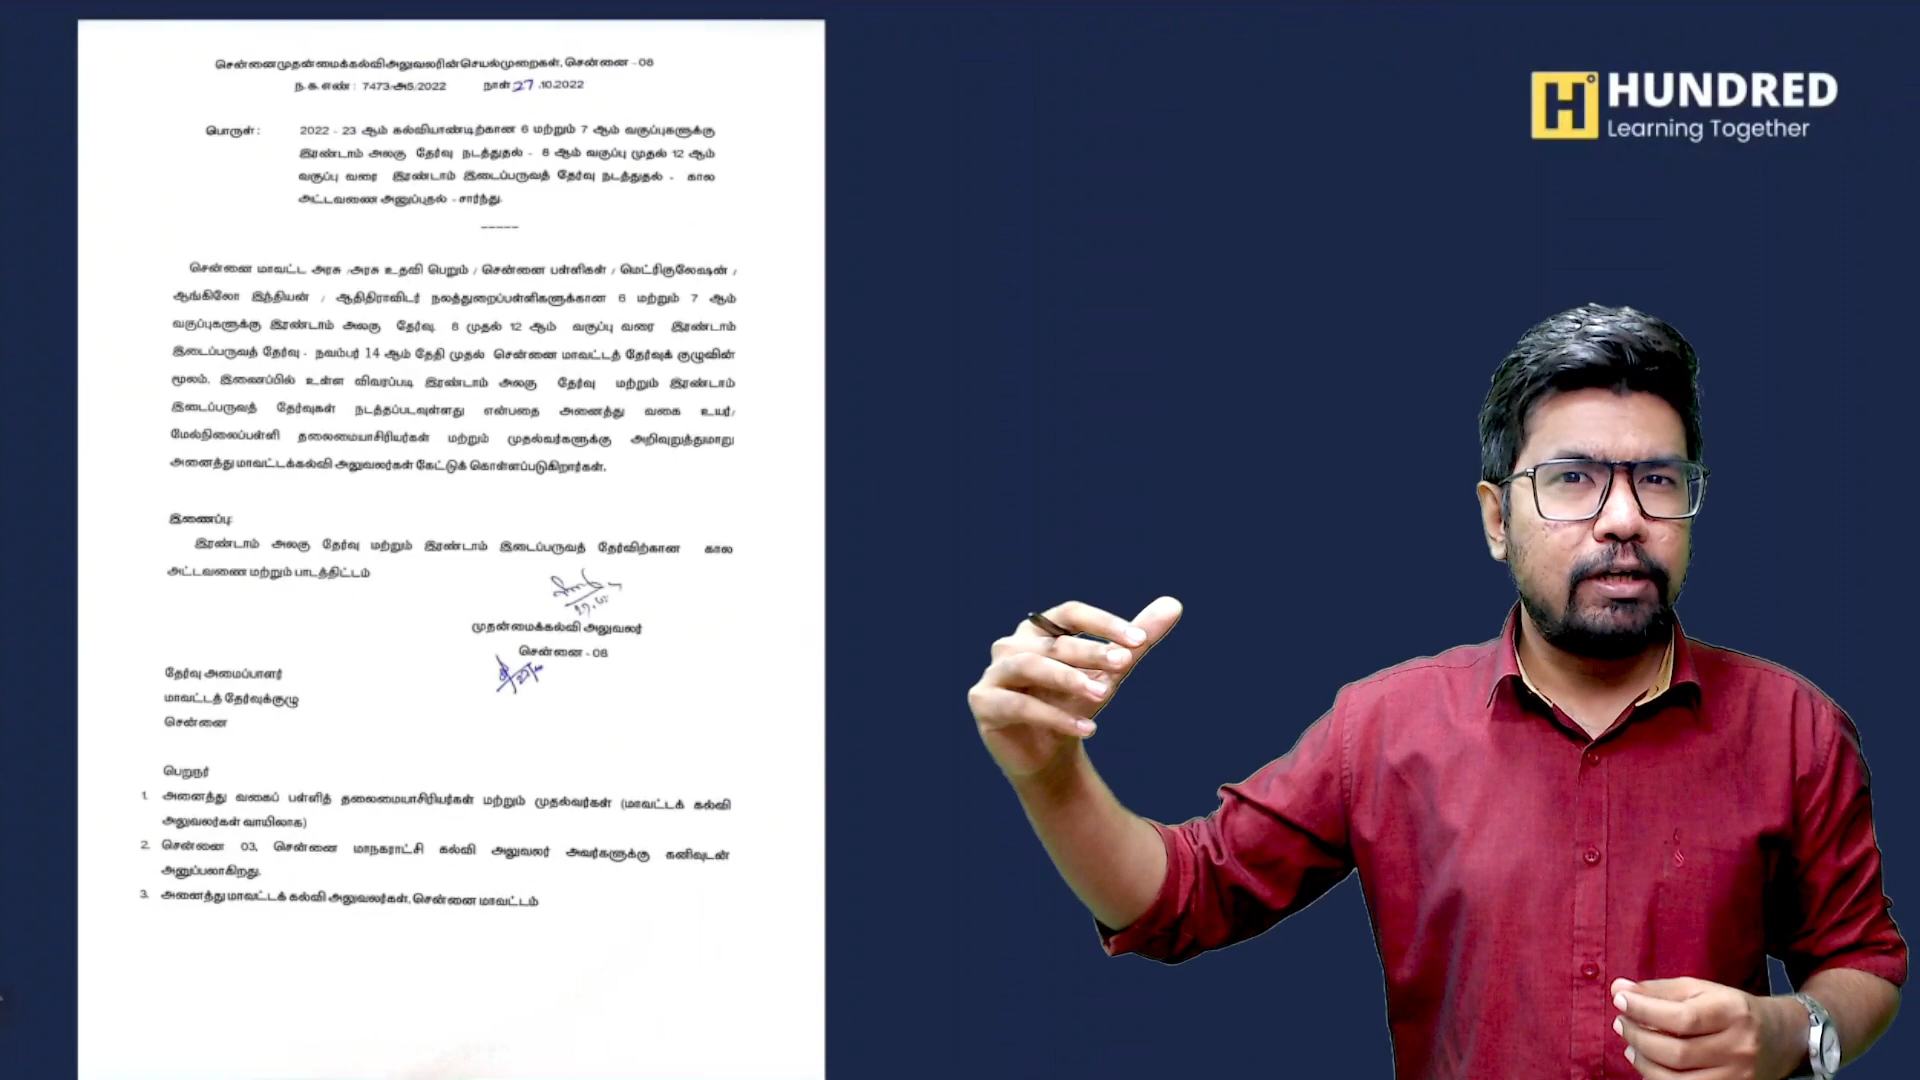 சென்னைமுதன்மைக்கல்விஅலுவலரின்செயல்முறைகள், சென்னை - 08
ந.க.எண் : 7473/அ5/2022 நாள்:27.10.2022
பொருள் : 2022 - 23 ஆம் கல்வியாண்டிற்கான 6 மற்றும் 7 ஆம் வகுப்புகளுக்கு
இரண்டாம் அலகு தேர்வு நடத்துதல் - 8 ஆம் வகுப்பு முதல் 12 ஆம்
வகுப்பு வரை இரண்டாம் இடைப்பருவத் தேர்வு நடத்துதல் - கால
அட்டவணை அனுப்புதல் - சார்ந்து.
-----
சென்னை மாவட்ட அரசு /அரசு உதவி பெறும் / சென்னை பள்ளிகள் / மெட்ரிகுலேஷன் /
ஆங்கிலோ இந்தியன் / ஆதிதிராவிடர் நலத்துறைப்பள்ளிகளுக்கான 6 மற்றும் 7 ஆம்
வகுப்புகளுக்கு இரண்டாம் அலகு தேர்வு, 8 முதல் 12 ஆம் வகுப்பு வரை இரண்டாம்
இடைப்பருவத் தேர்வு - நவம்பர் 14 ஆம் தேதி முதல் சென்னை மாவட்டத் தேர்வுக் குழுவின்
மூலம், இணைப்பில் உள்ள விவரப்படி இரண்டாம் அலகு தேர்வு மற்றும் இரண்டாம்
இடைப்பருவத் தேர்வுகள் நடத்தப்படவுள்ளது என்பதை அனைத்து வகை உயர்/
மேல்நிலைப்பள்ளி தலைமையாசிரியர்கள் மற்றும் முதல்வர்களுக்கு அறிவுறுத்துமாறு
அனைத்து மாவட்டக்கல்வி அலுவலர்கள் கேட்டுக் கொள்ளப்படுகிறார்கள்.
இணைப்பு:
இரண்டாம் அலகு தேர்வு மற்றும் இரண்டாம் இடைப்பருவத் தேர்விற்கான கால
அட்டவணை மற்றும் பாடத்திட்டம்
முதன்மைக்கல்வி அலுவலர்
சென்னை - 08
தேர்வு அமைப்பாளர்
மாவட்டத் தேர்வுக்குழு
சென்னை
பெறுநர்
1. அனைத்து வகைப் பள்ளித் தலைமையாசிரியர்கள் மற்றும் முதல்வர்கள் (மாவட்டக் கல்வி
அலுவலர்கள் வாயிலாக)
2. சென்னை 03, சென்னை மாநகராட்சி கல்வி அலுவலர் அவர்களுக்கு கனிவுடன்
அனுப்பலாகிறது.
3. அனைத்து மாவட்டக் கல்வி அலுவலர்கள், சென்னை மாவட்டம்
H HUNDRED
Learning Together